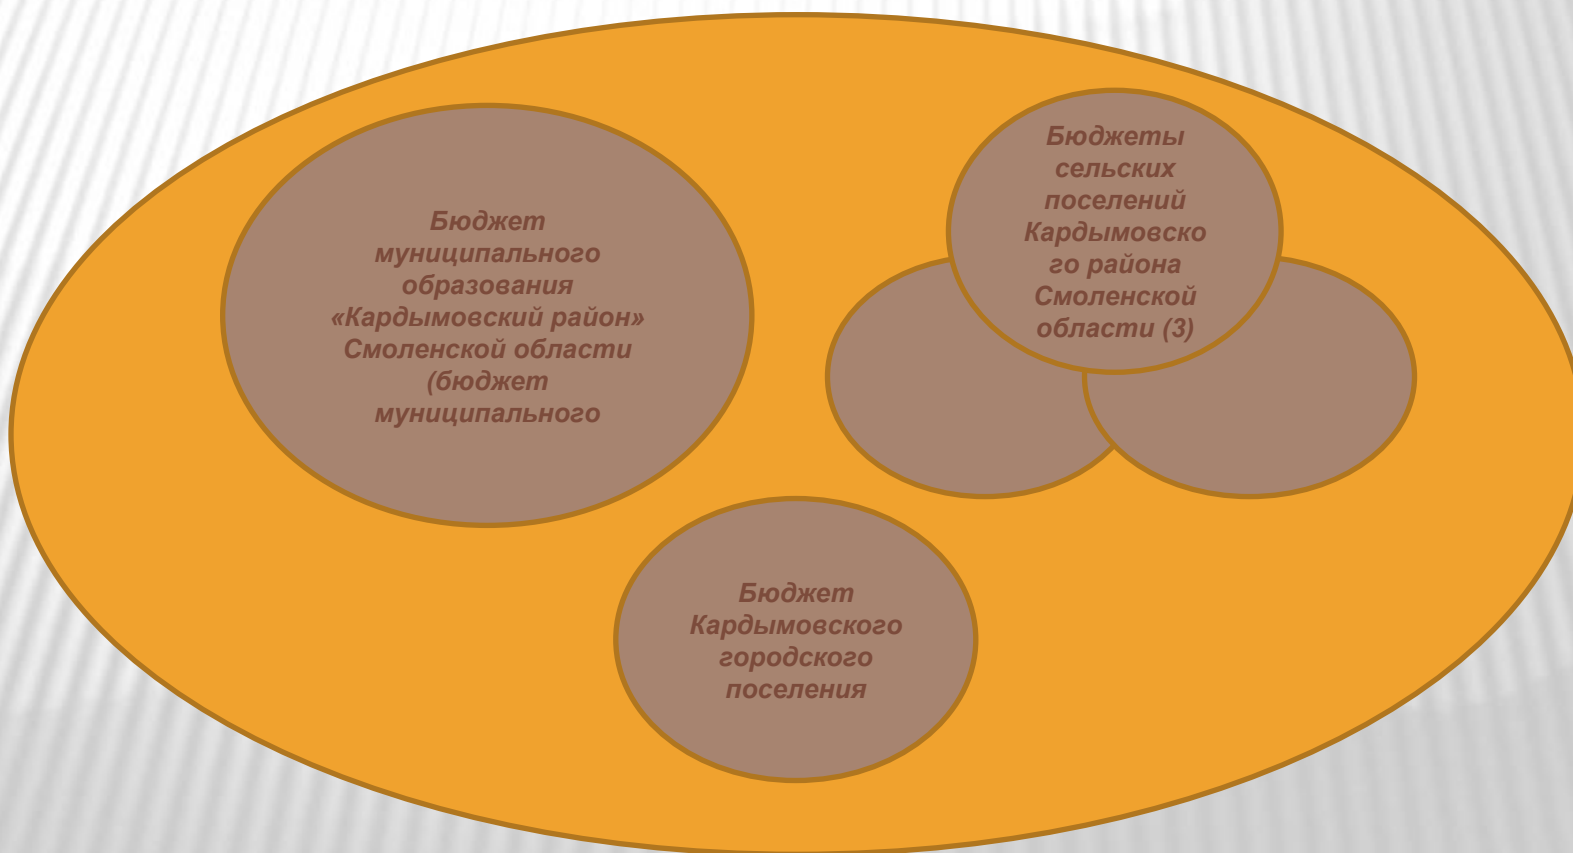 Бюджет
муниципального
образования
«Кардымовский район»
Смоленской области
(бюджет
муниципального
Бюджеты
сельских
поселений
Кардымовско
го района
Смоленской
области (3)
Бюджет
Кардымовского
городского
поселения